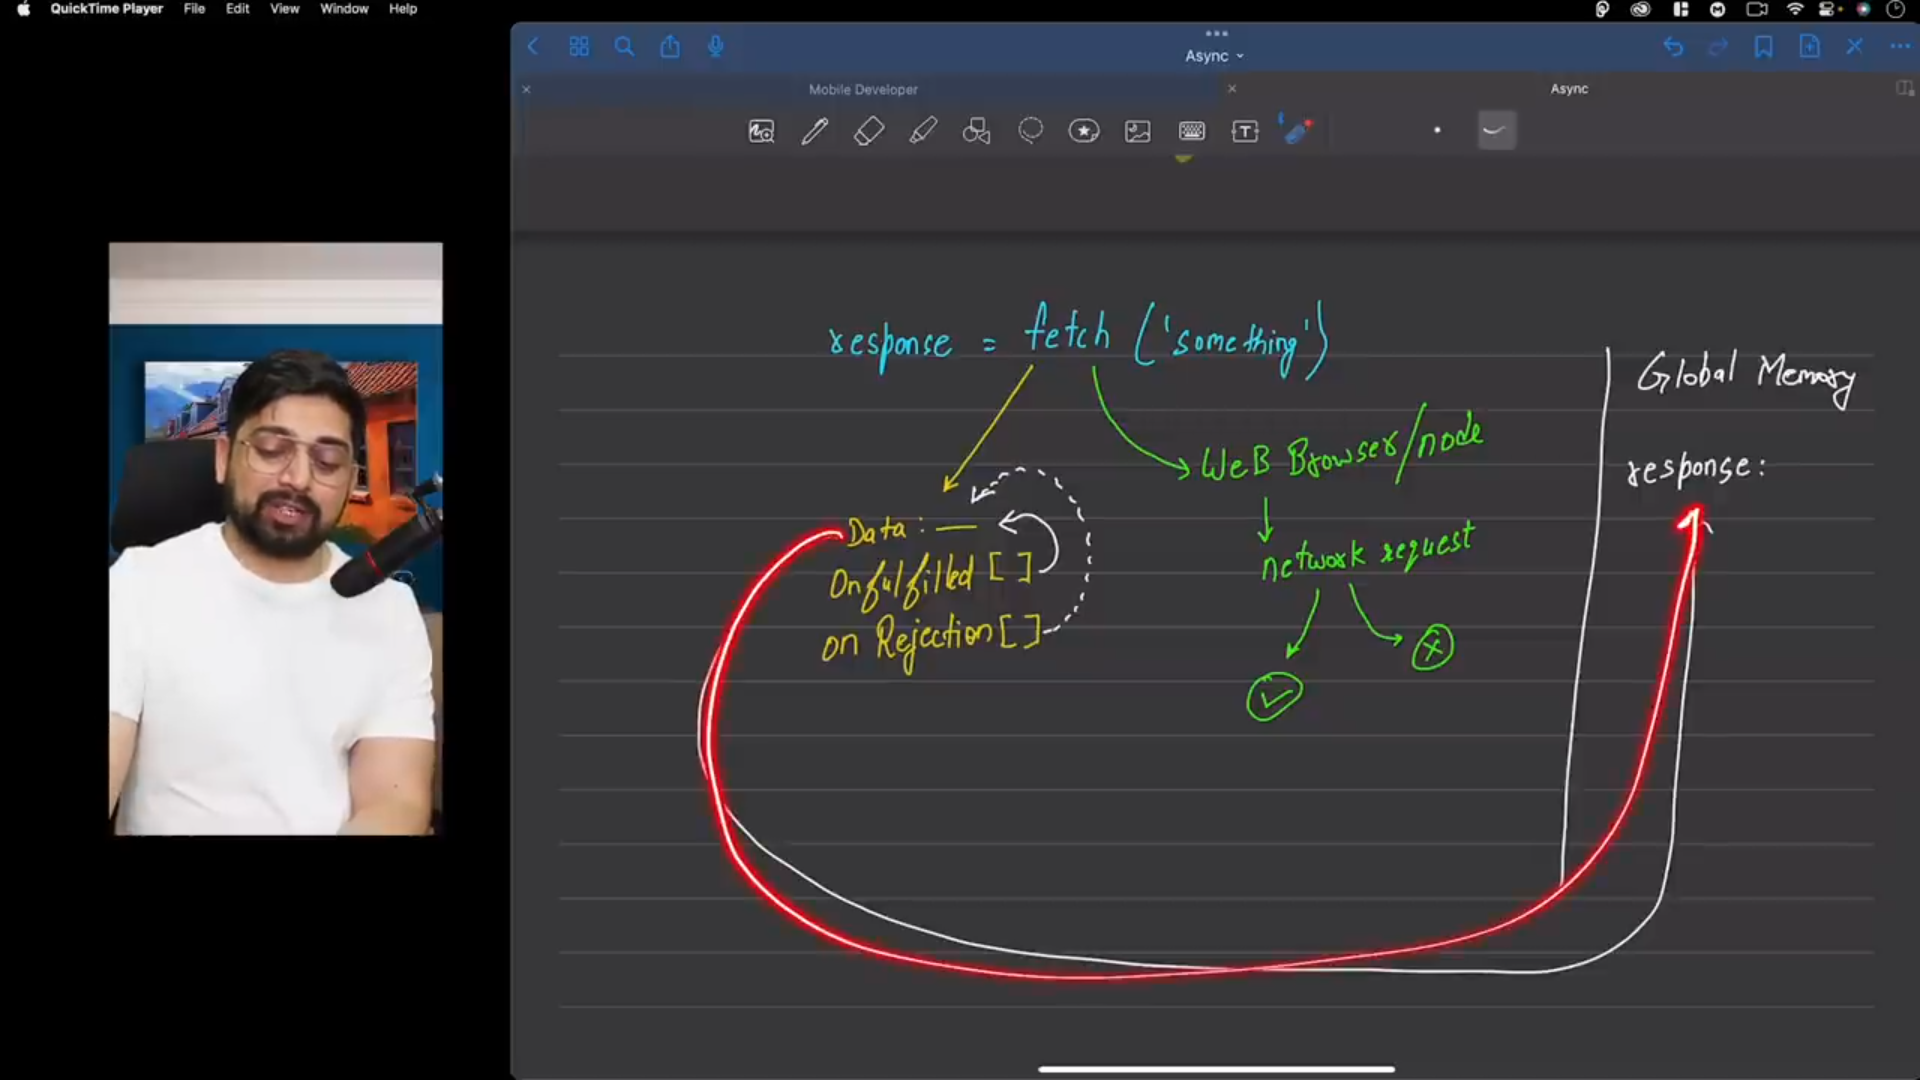 QuickTime Player File Edit View Window Help
Async
Mobile Developer
Async
T
response = fetch ('something')
Global Memory
Web Browser/node
response:
Data: —
network request
Onfulfilled [ ]
on Rejection [ ]